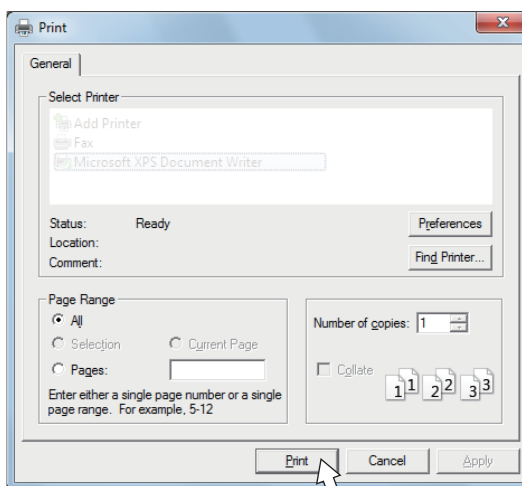 Print
General
Select Printer
Add Printer
Fax
Microsoft XPS Document Writer
Status: Ready
Preferences
Location:
Comment:
Find Printer...
Page Range
All
Selection Current Page
Pages:
Enter either a single page number or a single
page range. For example, 5-12
Number of copies: 1
Collate
1 1 2 2 3 3
Print Cancel Apply